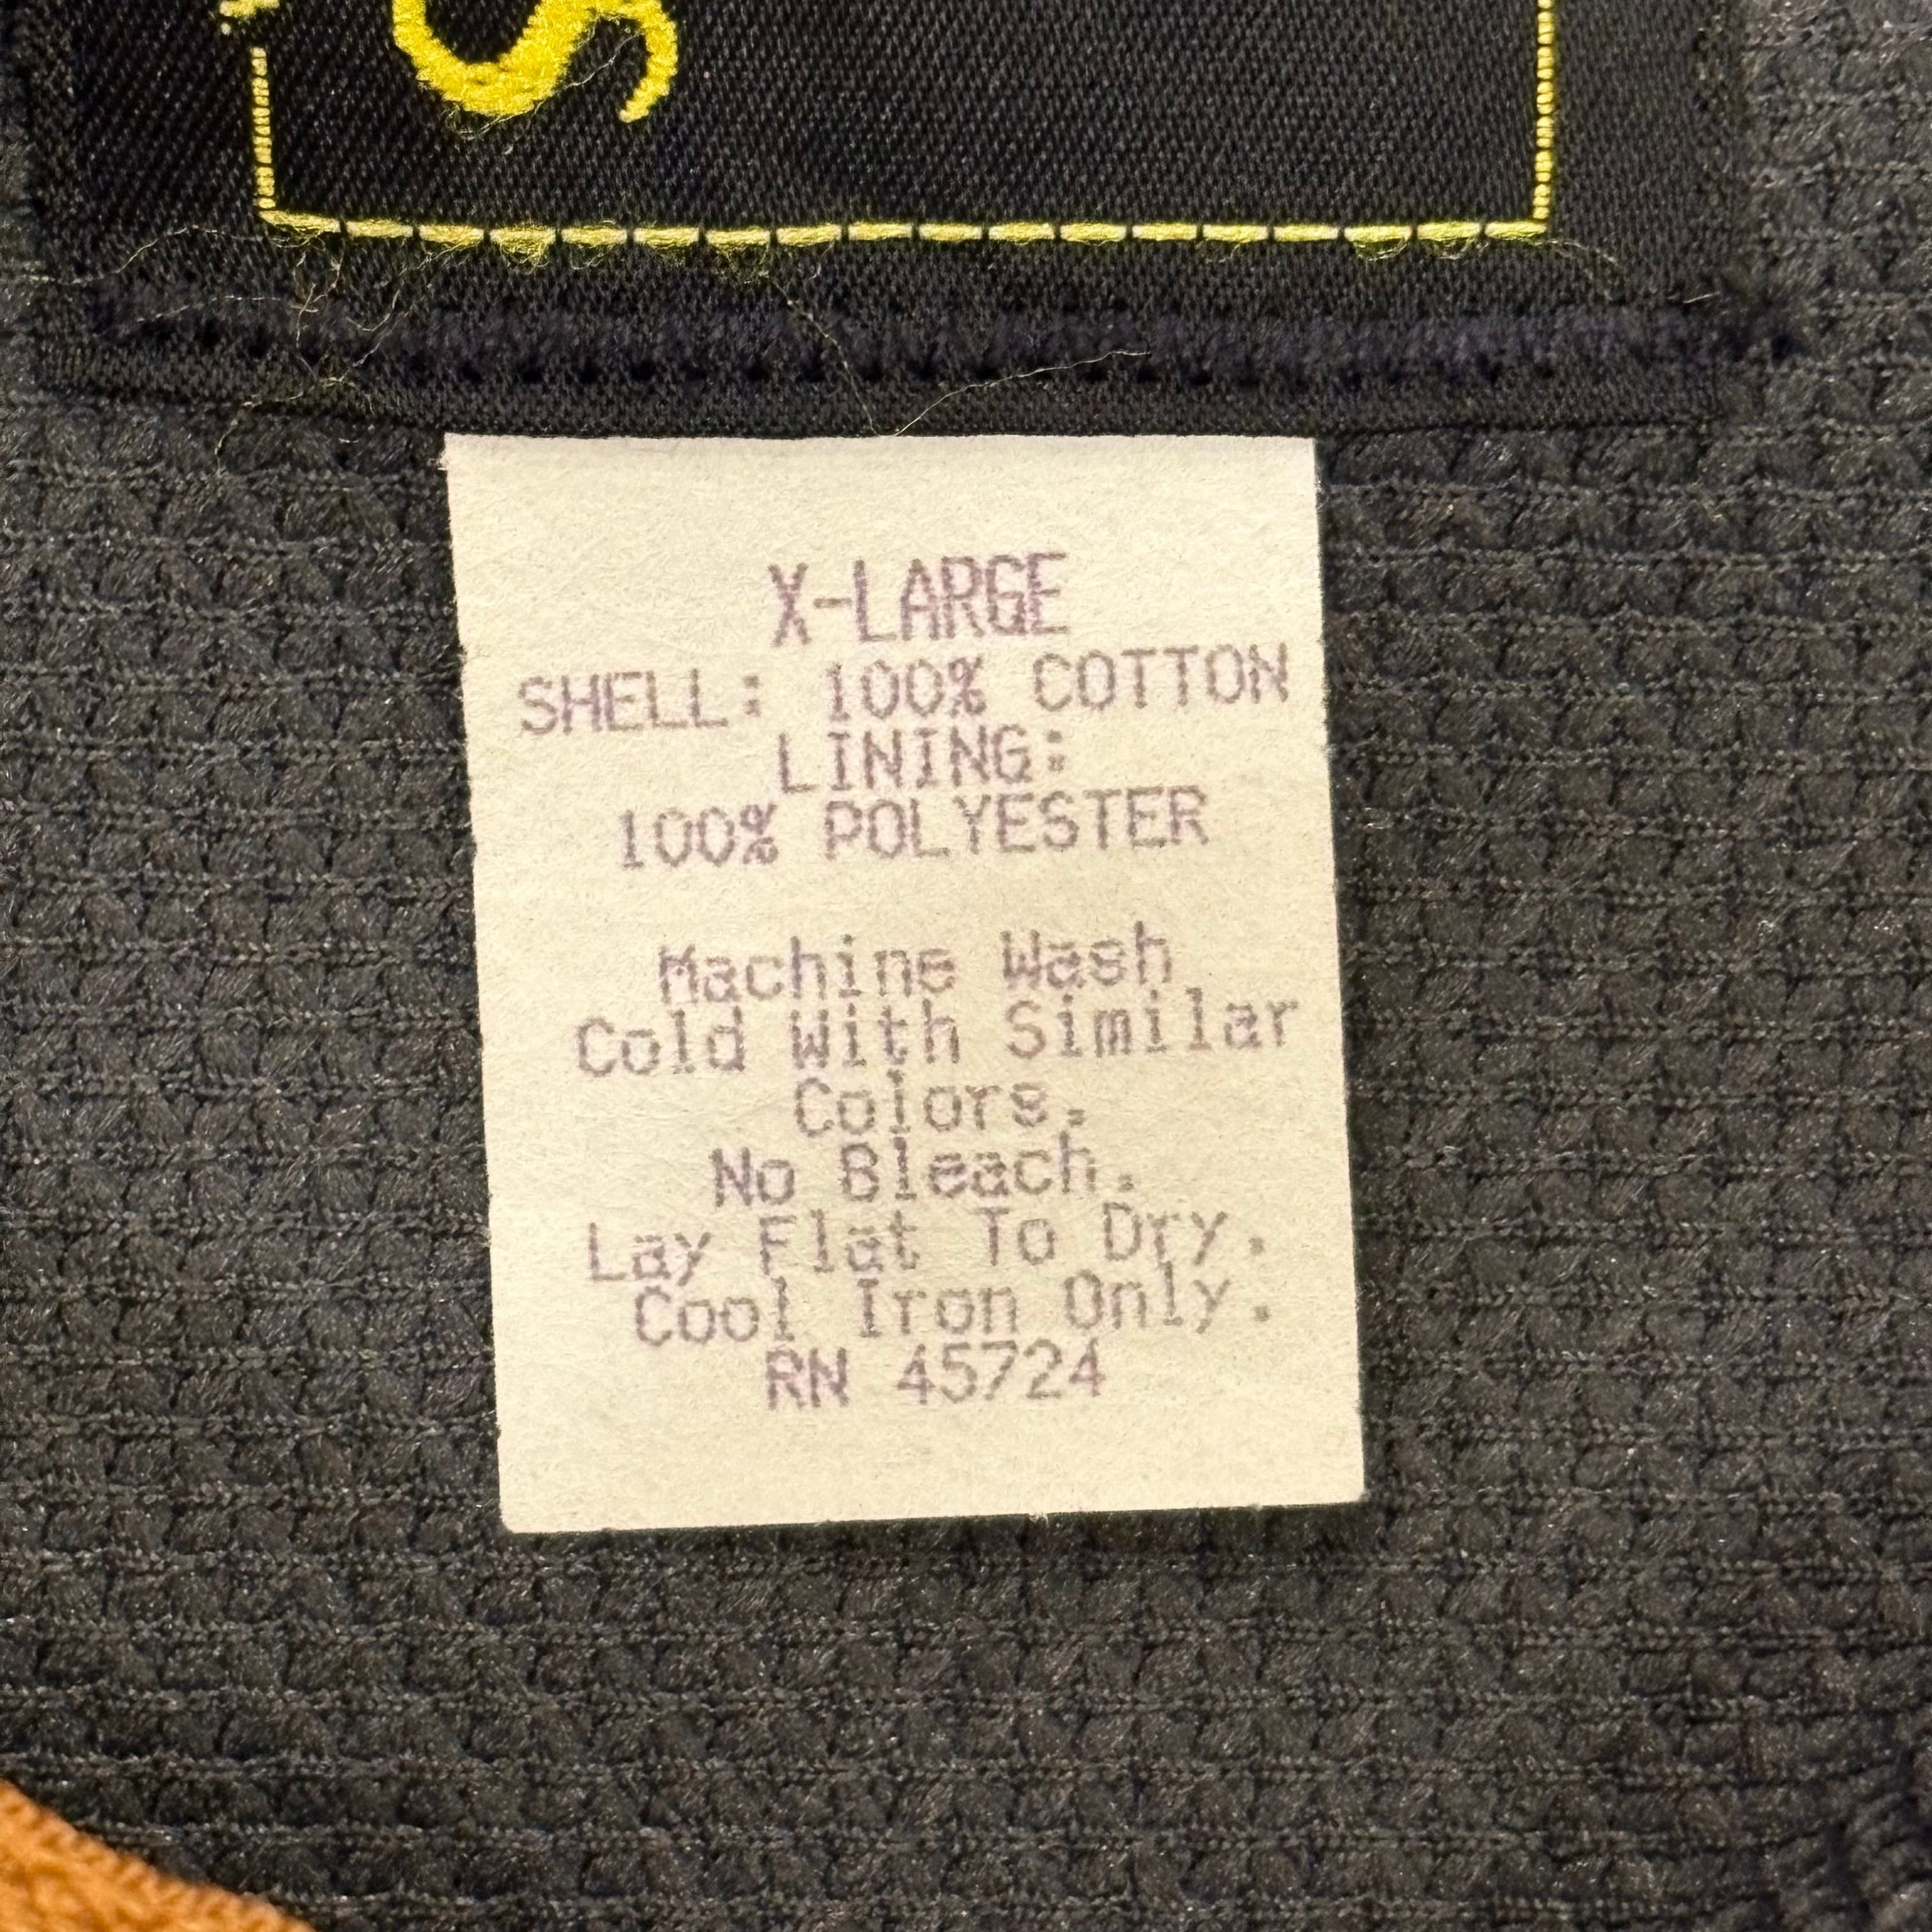 X-LARGE
SHELL: 100% COTTON
LINING:
100% POLYESTER
Machine Wash
Cold With Similar
Colors.
No Bleach.
Lay Flat To Dry.
Cool Iron Only.
RN 45724